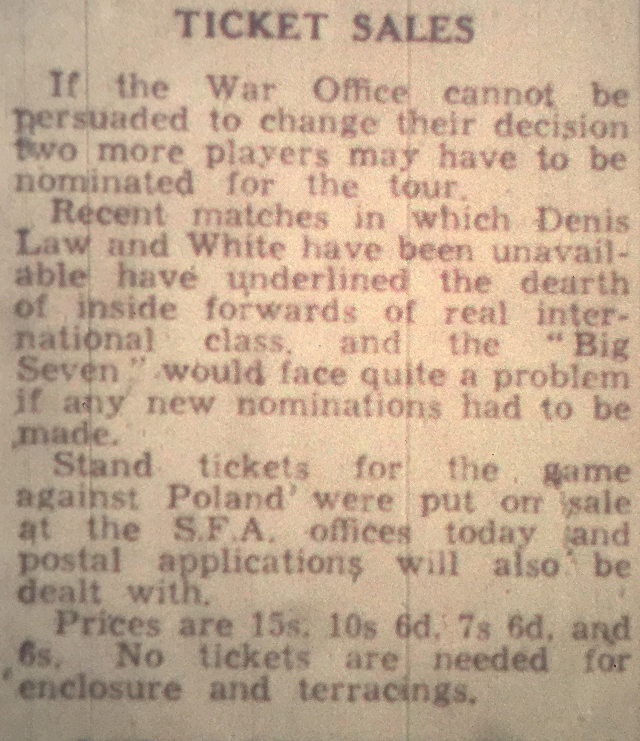 TICKET SALES
If the War Office cannot be
persuaded to change their decision
two more players may have to be
nominated for the tour.
Recent matches in which Denis
Law and White have been unavail-
able have underlined the dearth
of inside forwards of real inter-
national class, and the "Big
Seven" would face quite a problem
if any new nominations had to be
made.
Stand tickets for the game
against Poland were put on sale
at the S.F.A. offices today and
postal applications will also be
dealt with.
Prices are 15s, 10s 6d, 7s 6d, and
6s. No tickets are needed for
enclosure and terracings.